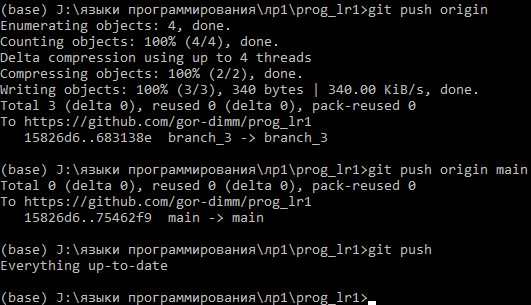 (base) J:\языки программирования\лр1\prog_lr1>git push origin
Enumerating objects: 4, done.
Counting objects: 100% (4/4), done.
Delta compression using up to 4 threads
Compressing objects: 100% (2/2), done.
Writing objects: 100% (3/3), 340 bytes | 340.00 KiB/s, done.
Total 3 (delta 0), reused 0 (delta 0), pack-reused 0
To https://github.com/gor-dimm/prog_lr1
15826d6..683138e branch_3 -> branch_3
(base) J:\языки программирования\лр1\prog_lr1>git push origin main
Total 0 (delta 0), reused 0 (delta 0), pack-reused 0
To https://github.com/gor-dimm/prog_lr1
15826d6..75462f9 main -> main
(base) J:\языки программирования\лр1\prog_lr1>git push
Everything up-to-date
(base) J:\языки программирования\лр1\prog_lr1>